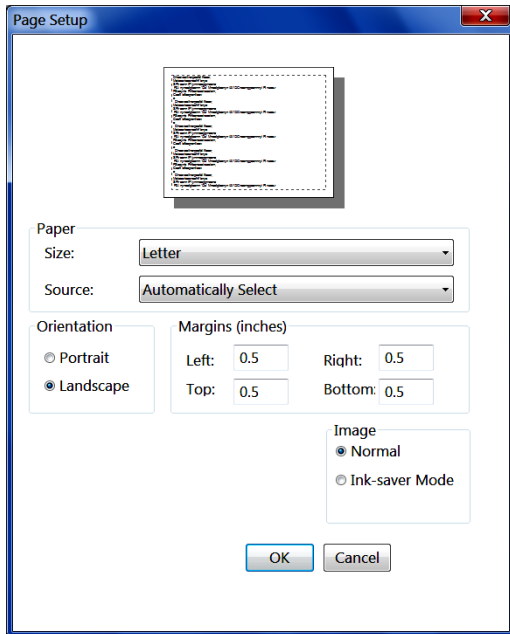 Page Setup
X
Paper
Size: Letter
Source: Automatically Select
Orientation
Portrait
Landscape
Margins (inches)
Left: 0.5 Right: 0.5
Top: 0.5 Bottom: 0.5
Image
Normal
Ink-saver Mode
OK Cancel